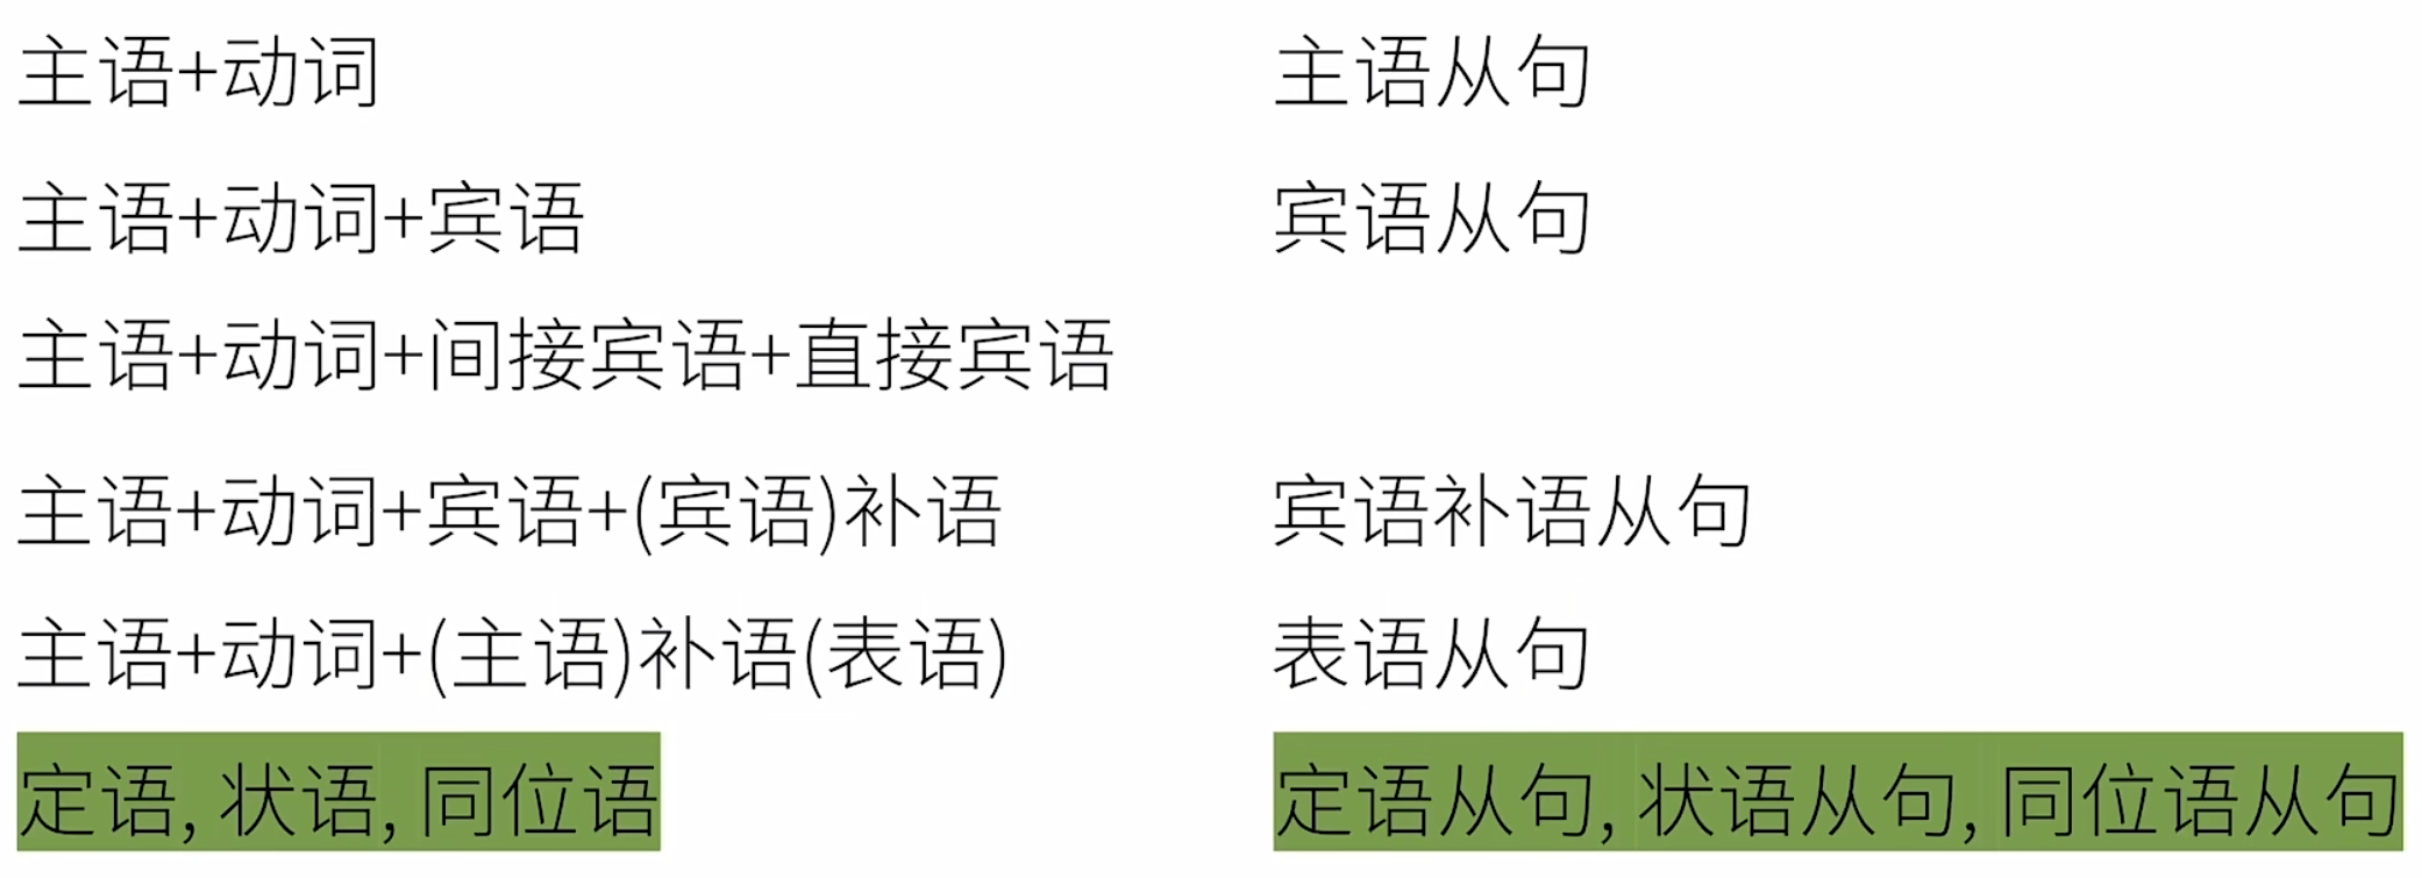 主语+动词 主语从句
主语+动词+宾语 宾语从句
主语+动词+间接宾语+直接宾语
主语+动词+宾语+(宾语)补语 宾语补语从句
主语+动词+(主语)补语(表语) 表语从句
定语, 状语, 同位语 定语从句, 状语从句, 同位语从句